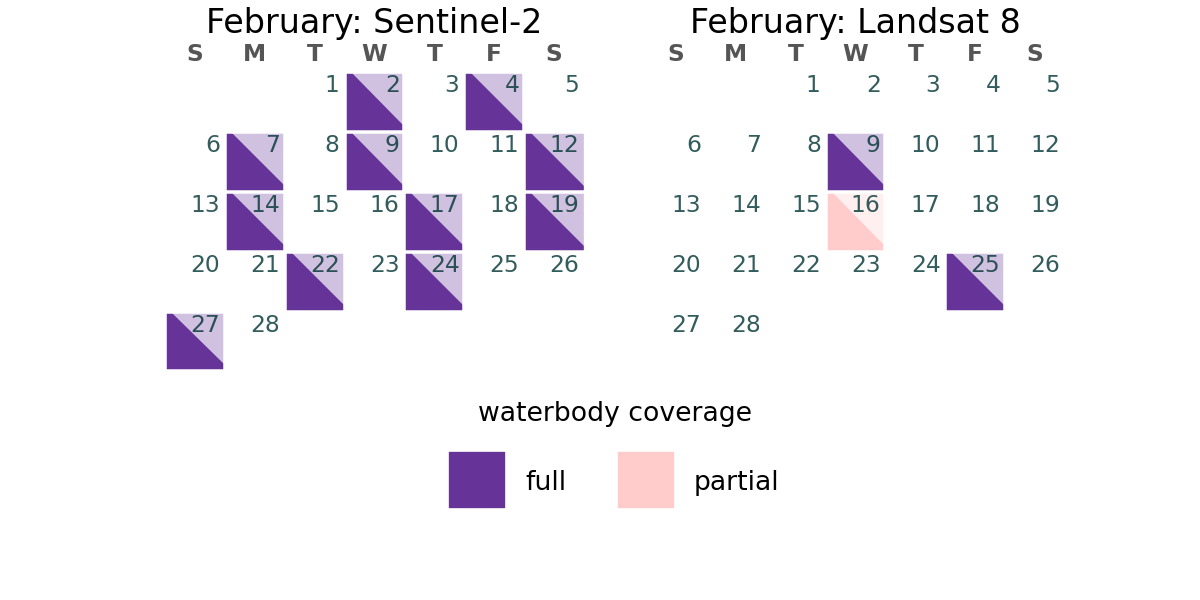 February: Sentinel-2
S M T W T F S
1 2 3 4 5
6 7 8 9 10 11 12
13 14 15 16 17 18 19
20 21 22 23 24 25 26
27 28
February: Landsat 8
S M T W T F S
1 2 3 4 5
6 7 8 9 10 11 12
13 14 15 16 17 18 19
20 21 22 23 24 25 26
27 28
waterbody coverage
full partial